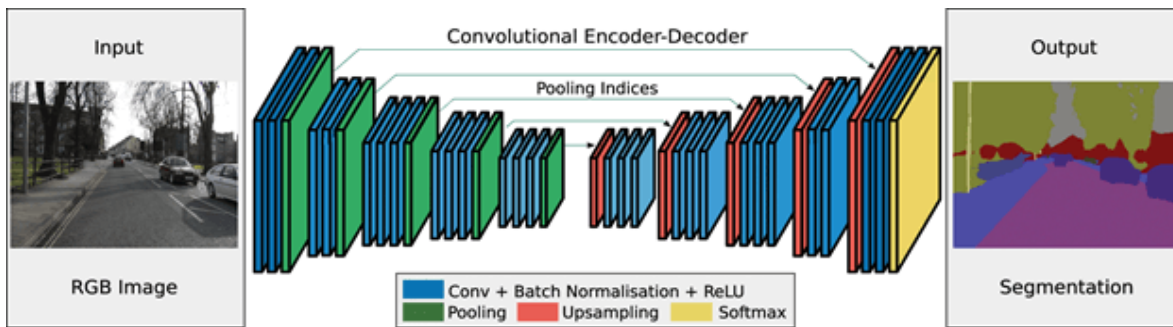 Input
RGB Image
Convolutional Encoder-Decoder
Pooling Indices
Conv + Batch Normalisation + ReLU
Pooling Upsampling Softmax
Output
Segmentation